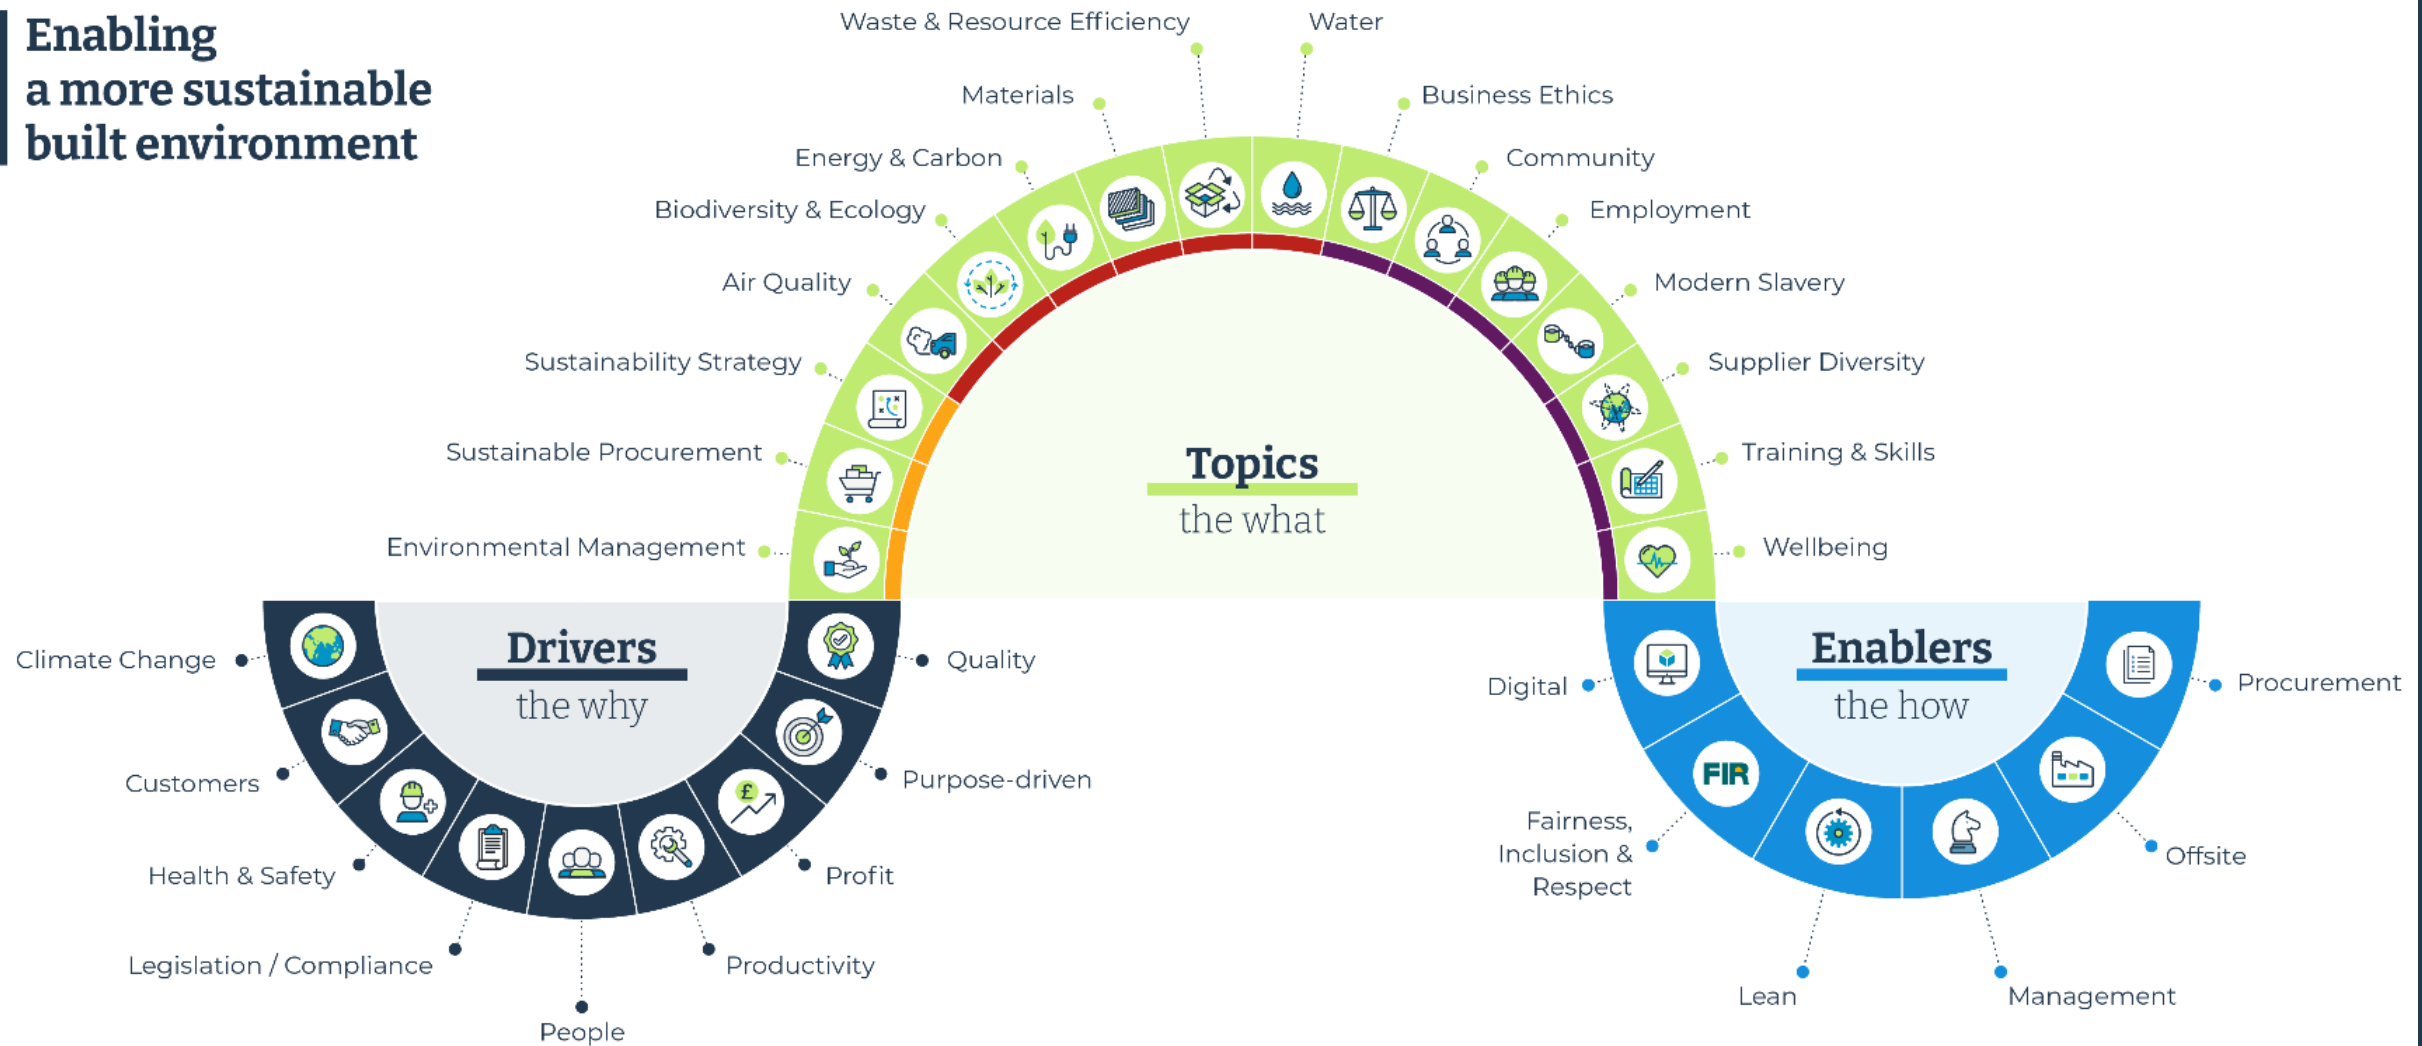 Enabling
a more sustainable
built environment
Waste & Resource Efficiency
Water
Materials
Business Ethics
Energy & Carbon
Community
Biodiversity & Ecology
Employment
Air Quality
Modern Slavery
Sustainability Strategy
Supplier Diversity
Sustainable Procurement
Training & Skills
Environmental Management
Wellbeing
Topics
the what
Drivers
the why
Climate Change
Customers
Health & Safety
Legislation / Compliance
People
Productivity
Profit
Purpose-driven
Quality
£
Enablers
the how
Digital
FIR
Fairness,
Inclusion &
Respect
Lean
Management
Offsite
Procurement